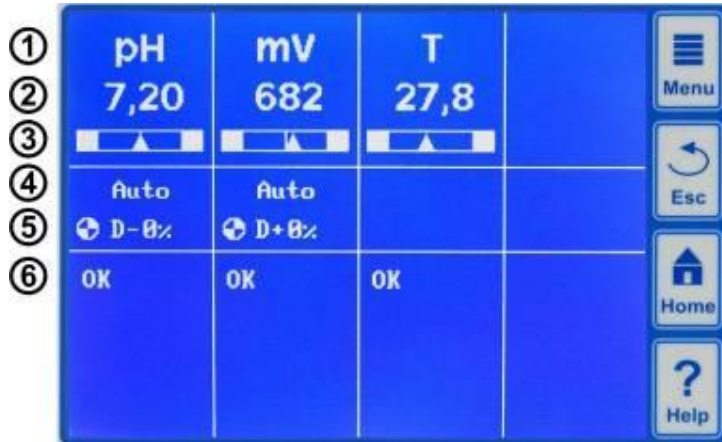 ① pH mV T
② 7,20 682 27,8
③
④ Auto Auto
⑤ D-0% D+0%
⑥ OK OK OK
Menu
Esc
Home
? Help